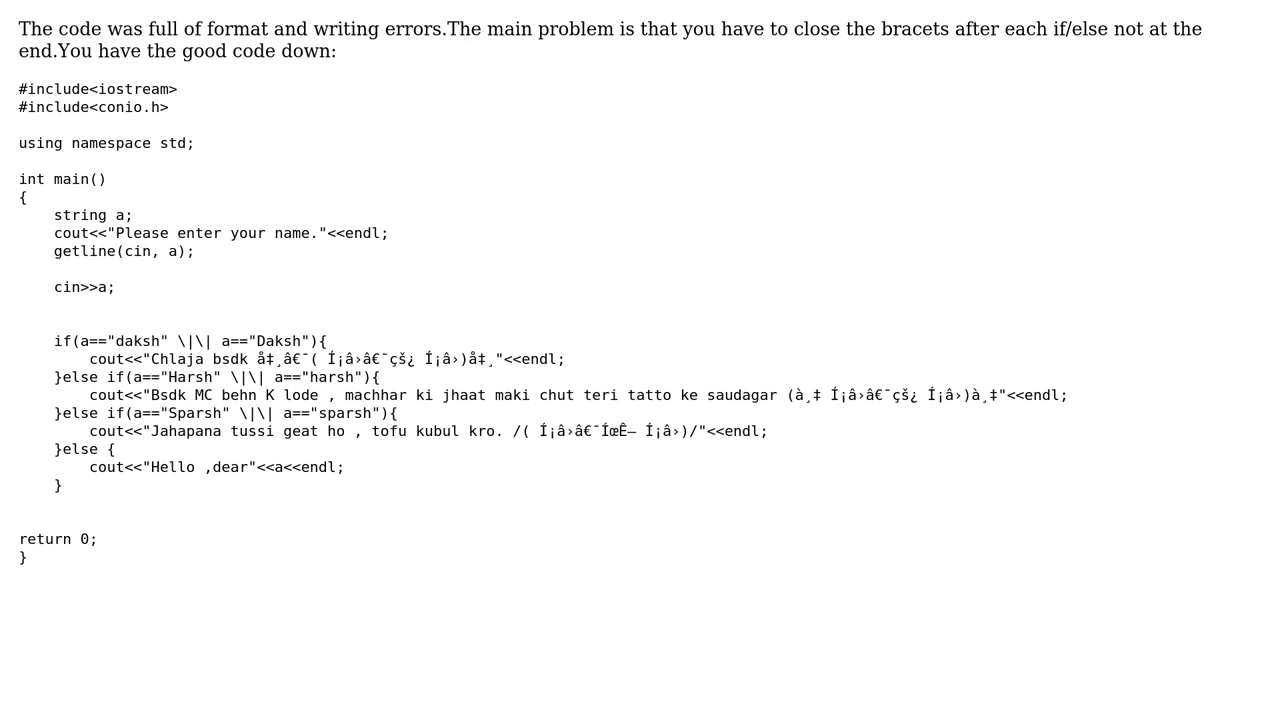 The code was full of format and writing errors.The main problem is that you have to close the bracets after each if/else not at the
end.You have the good code down:
#include<iostream>
#include<conio.h>
using namespace std;
int main()
{
    string a;
    cout<<"Please enter your name."<<endl;
    getline(cin, a);
    cin>>a;
    if(a=="daksh" \|\| a=="Daksh"){
        cout<<"Chlaja bsdk å‡¸â€¯( Í¡â›â€¯çš¿ Í¡â›)å‡¸"<<endl;
    }else if(a=="Harsh" \|\| a=="harsh"){
        cout<<"Bsdk MC behn K lode , machhar ki jhaat maki chut teri tatto ke saudagar (à¸‡ Í¡â›â€¯çš¿ Í¡â›)à¸‡"<<endl;
    }else if(a=="Sparsh" \|\| a=="sparsh"){
        cout<<"Jahapana tussi geat ho , tofu kubul kro. /( Í¡â›â€¯ÍœÊ– Í¡â›)/"<<endl;
    }else {
        cout<<"Hello ,dear"<<a<<endl;
    }
return 0;
}